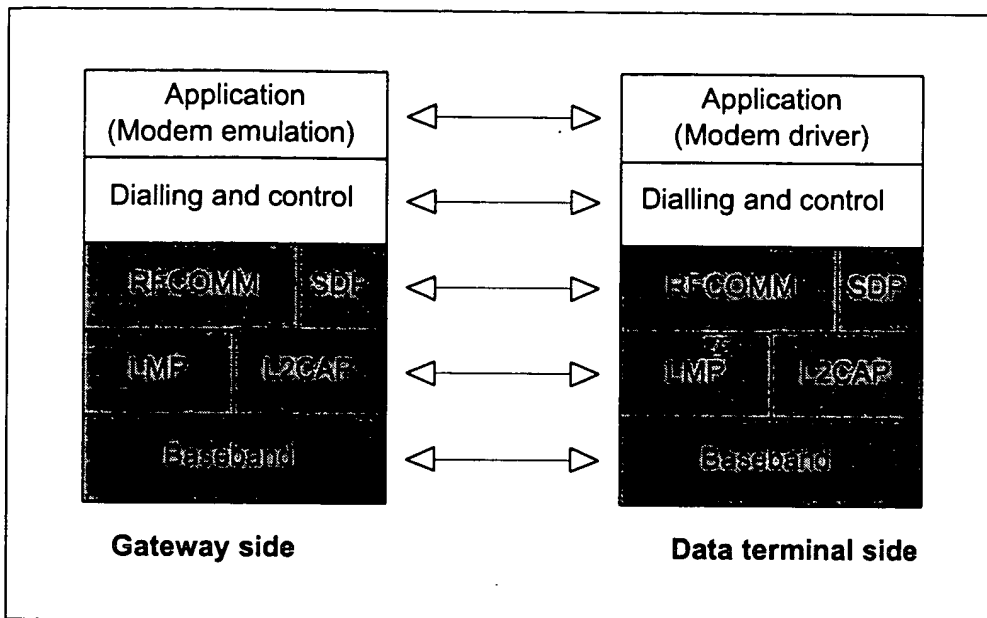 Application
(Modem emulation)
Dialling and control
RFCOMM SDP
LMP L2CAP
Baseband
Gateway side
Application
(Modem driver)
Dialling and control
RFCOMM SDP
LMP L2CAP
Baseband
Data terminal side